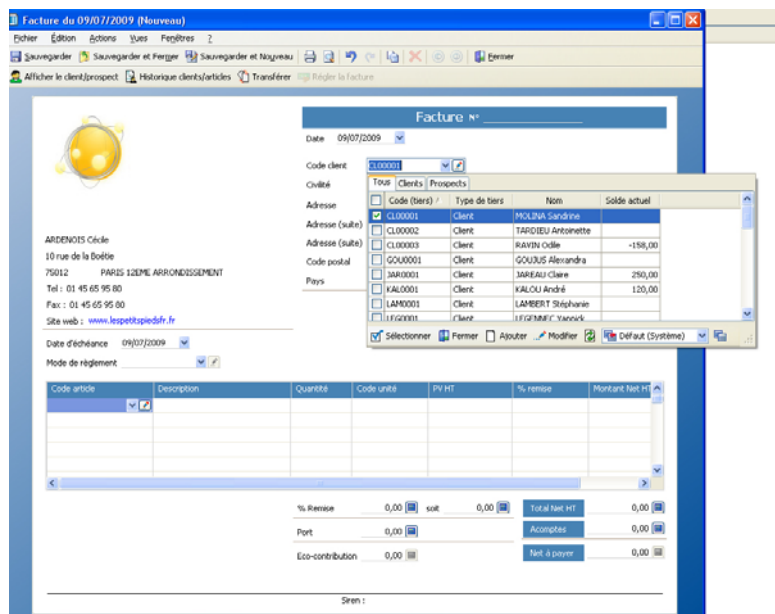 Facture du 09/07/2009 (Nouveau)
Fichier Édition Actions Vues Fenêtres ?
Sauvegarder Sauvegarder et Fermer Sauvegarder et Nouveau Fermer
Afficher le client/prospect Historique clients/articles Transférer Régler la facture
Facture N°
Date 09/07/2009
Code client CL00001
Civilité
Adresse
Adresse (suite)
Adresse (suite)
Code postal
Pays
Tous Clients Prospects
Code (tiers) Type de tiers Nom Solde actuel
CL00001 Client MOLINA Sandrine
CL00002 Client TARDIEU Antoinette
CL00003 Client RAVIN Odile -158,00
GOU0001 Client GOUJUS Alexandra
JAR0001 Client JAREAU Claire 250,00
KAL0001 Client KALOU André 120,00
LAM0001 Client LAMBERT Stéphanie
LEG0001 Client LEGENNEC Yannick
Sélectionner Fermer Ajouter Modifier Défaut (Système)
ARDENOIS Cécile
10 rue de la Boétie
75012 PARIS 12EME ARRONDISSEMENT
Tel : 01 45 65 95 80
Fax : 01 45 65 95 80
Site web : www.lespetitspiedsfr.fr
Date d'échéance 09/07/2009
Mode de règlement
Code article Description Quantité Code unité PV HT % remise Montant Net HT
% Remise 0,00 soit 0,00 Total Net HT 0,00
Port 0,00 Acomptes 0,00
Eco-contribution 0,00 Net à payer 0,00
Siren :